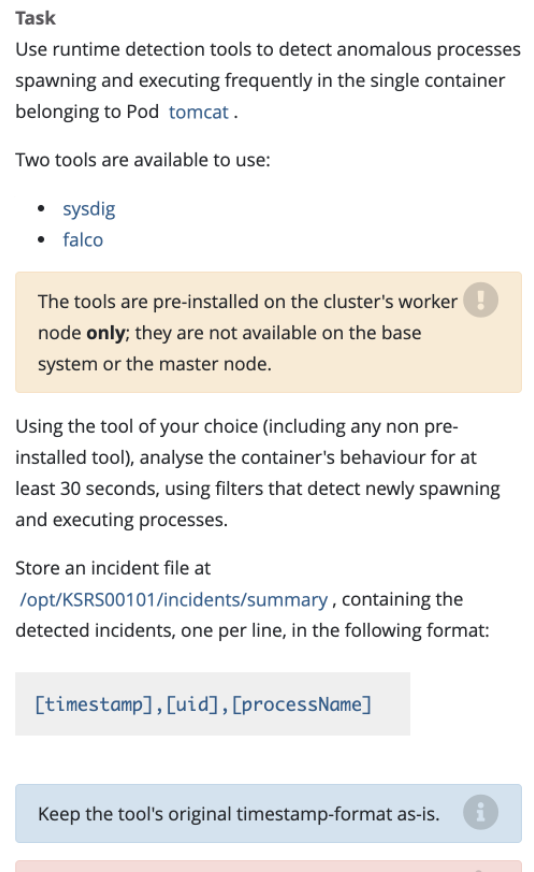 Task
Use runtime detection tools to detect anomalous processes
spawning and executing frequently in the single container
belonging to Pod tomcat .
Two tools are available to use:
• sysdig
• falco
The tools are pre-installed on the cluster's worker
node only; they are not available on the base
system or the master node.
Using the tool of your choice (including any non pre-
installed tool), analyse the container's behaviour for at
least 30 seconds, using filters that detect newly spawning
and executing processes.
Store an incident file at
/opt/KSRS00101/incidents/summary , containing the
detected incidents, one per line, in the following format:
[timestamp],[uid],[processName]
Keep the tool's original timestamp-format as-is.